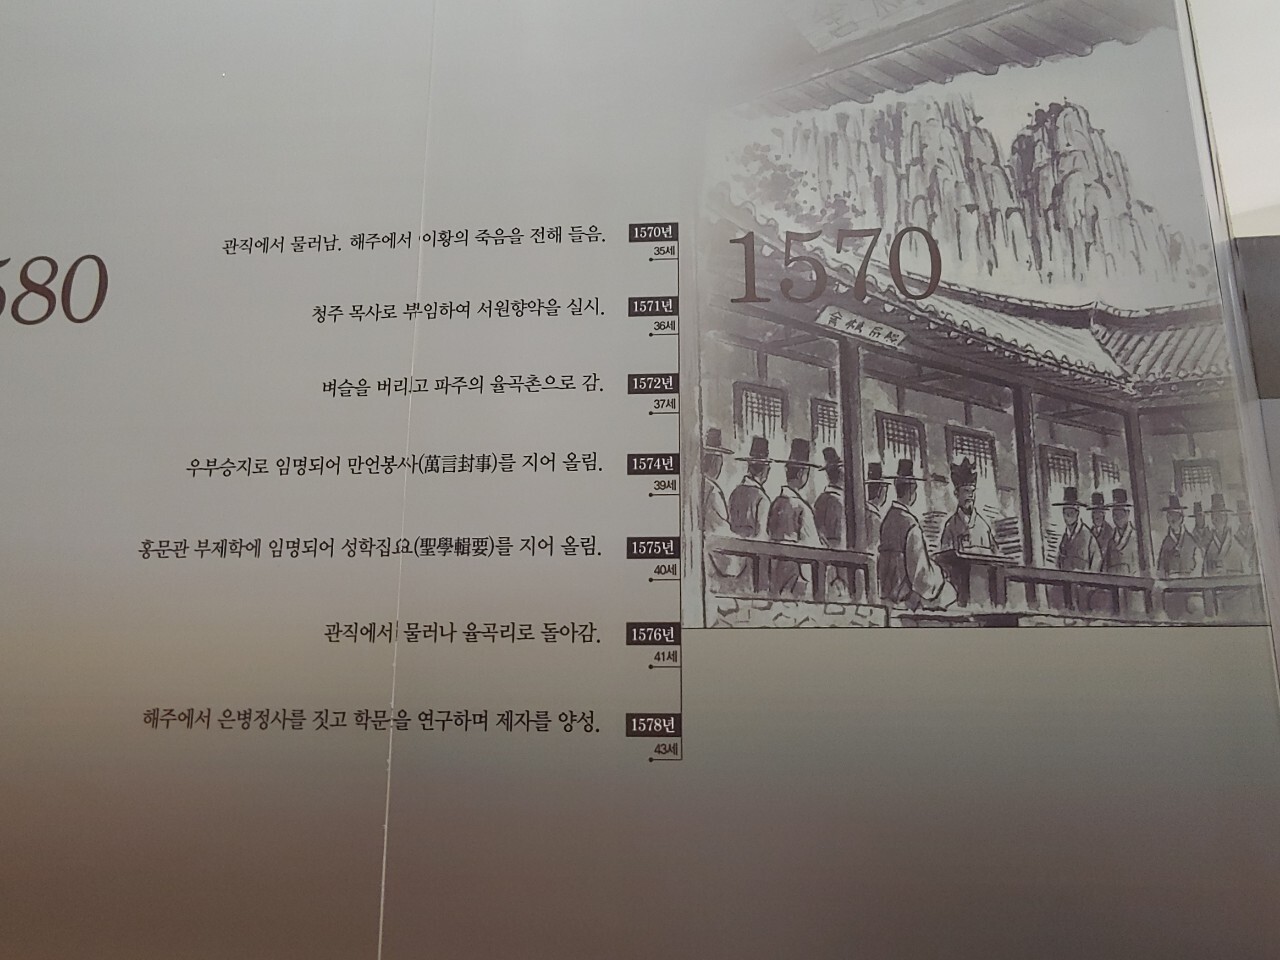 580
1570
관직에서 물러남. 해주에서 이황의 죽음을 전해 들음. 1570년
35세
청주 목사로 부임하여 서원향약을 실시. 1571년
36세
벼슬을 버리고 파주의 율곡촌으로 감. 1572년
37세
우부승지로 임명되어 만언봉사(萬言封事)를 지어 올림. 1574년
39세
홍문관 부제학에 임명되어 성학집요(聖學輯要)를 지어 올림. 1575년
40세
관직에서 물러나 율곡리로 돌아감. 1576년
41세
해주에서 은병정사를 짓고 학문을 연구하며 제자를 양성. 1578년
43세